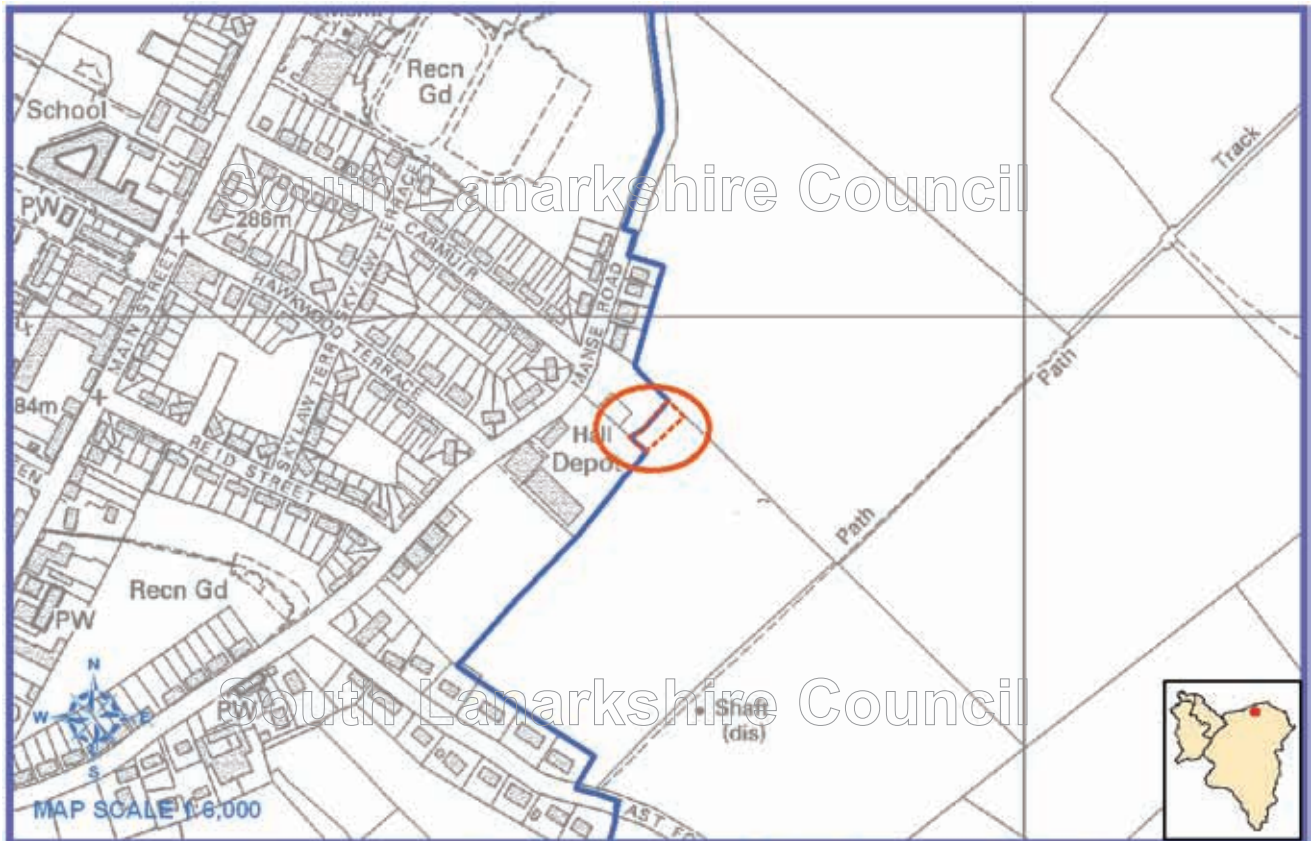 Recn
Gd
School
Track
South Lanarkshire Council
PW
286m
SKYLAW TERRACE
CARMUIR
MAIN STREET
HAWKWOOD TERRACE
MANSE ROAD
SKYLAW TERR
Path
84m
Hall
Depot
REID STREET
Path
Recn Gd
PW
N
W
E
S
South Lanarkshire Council
PW
Shaft
(dis)
MAP SCALE 1:6,000